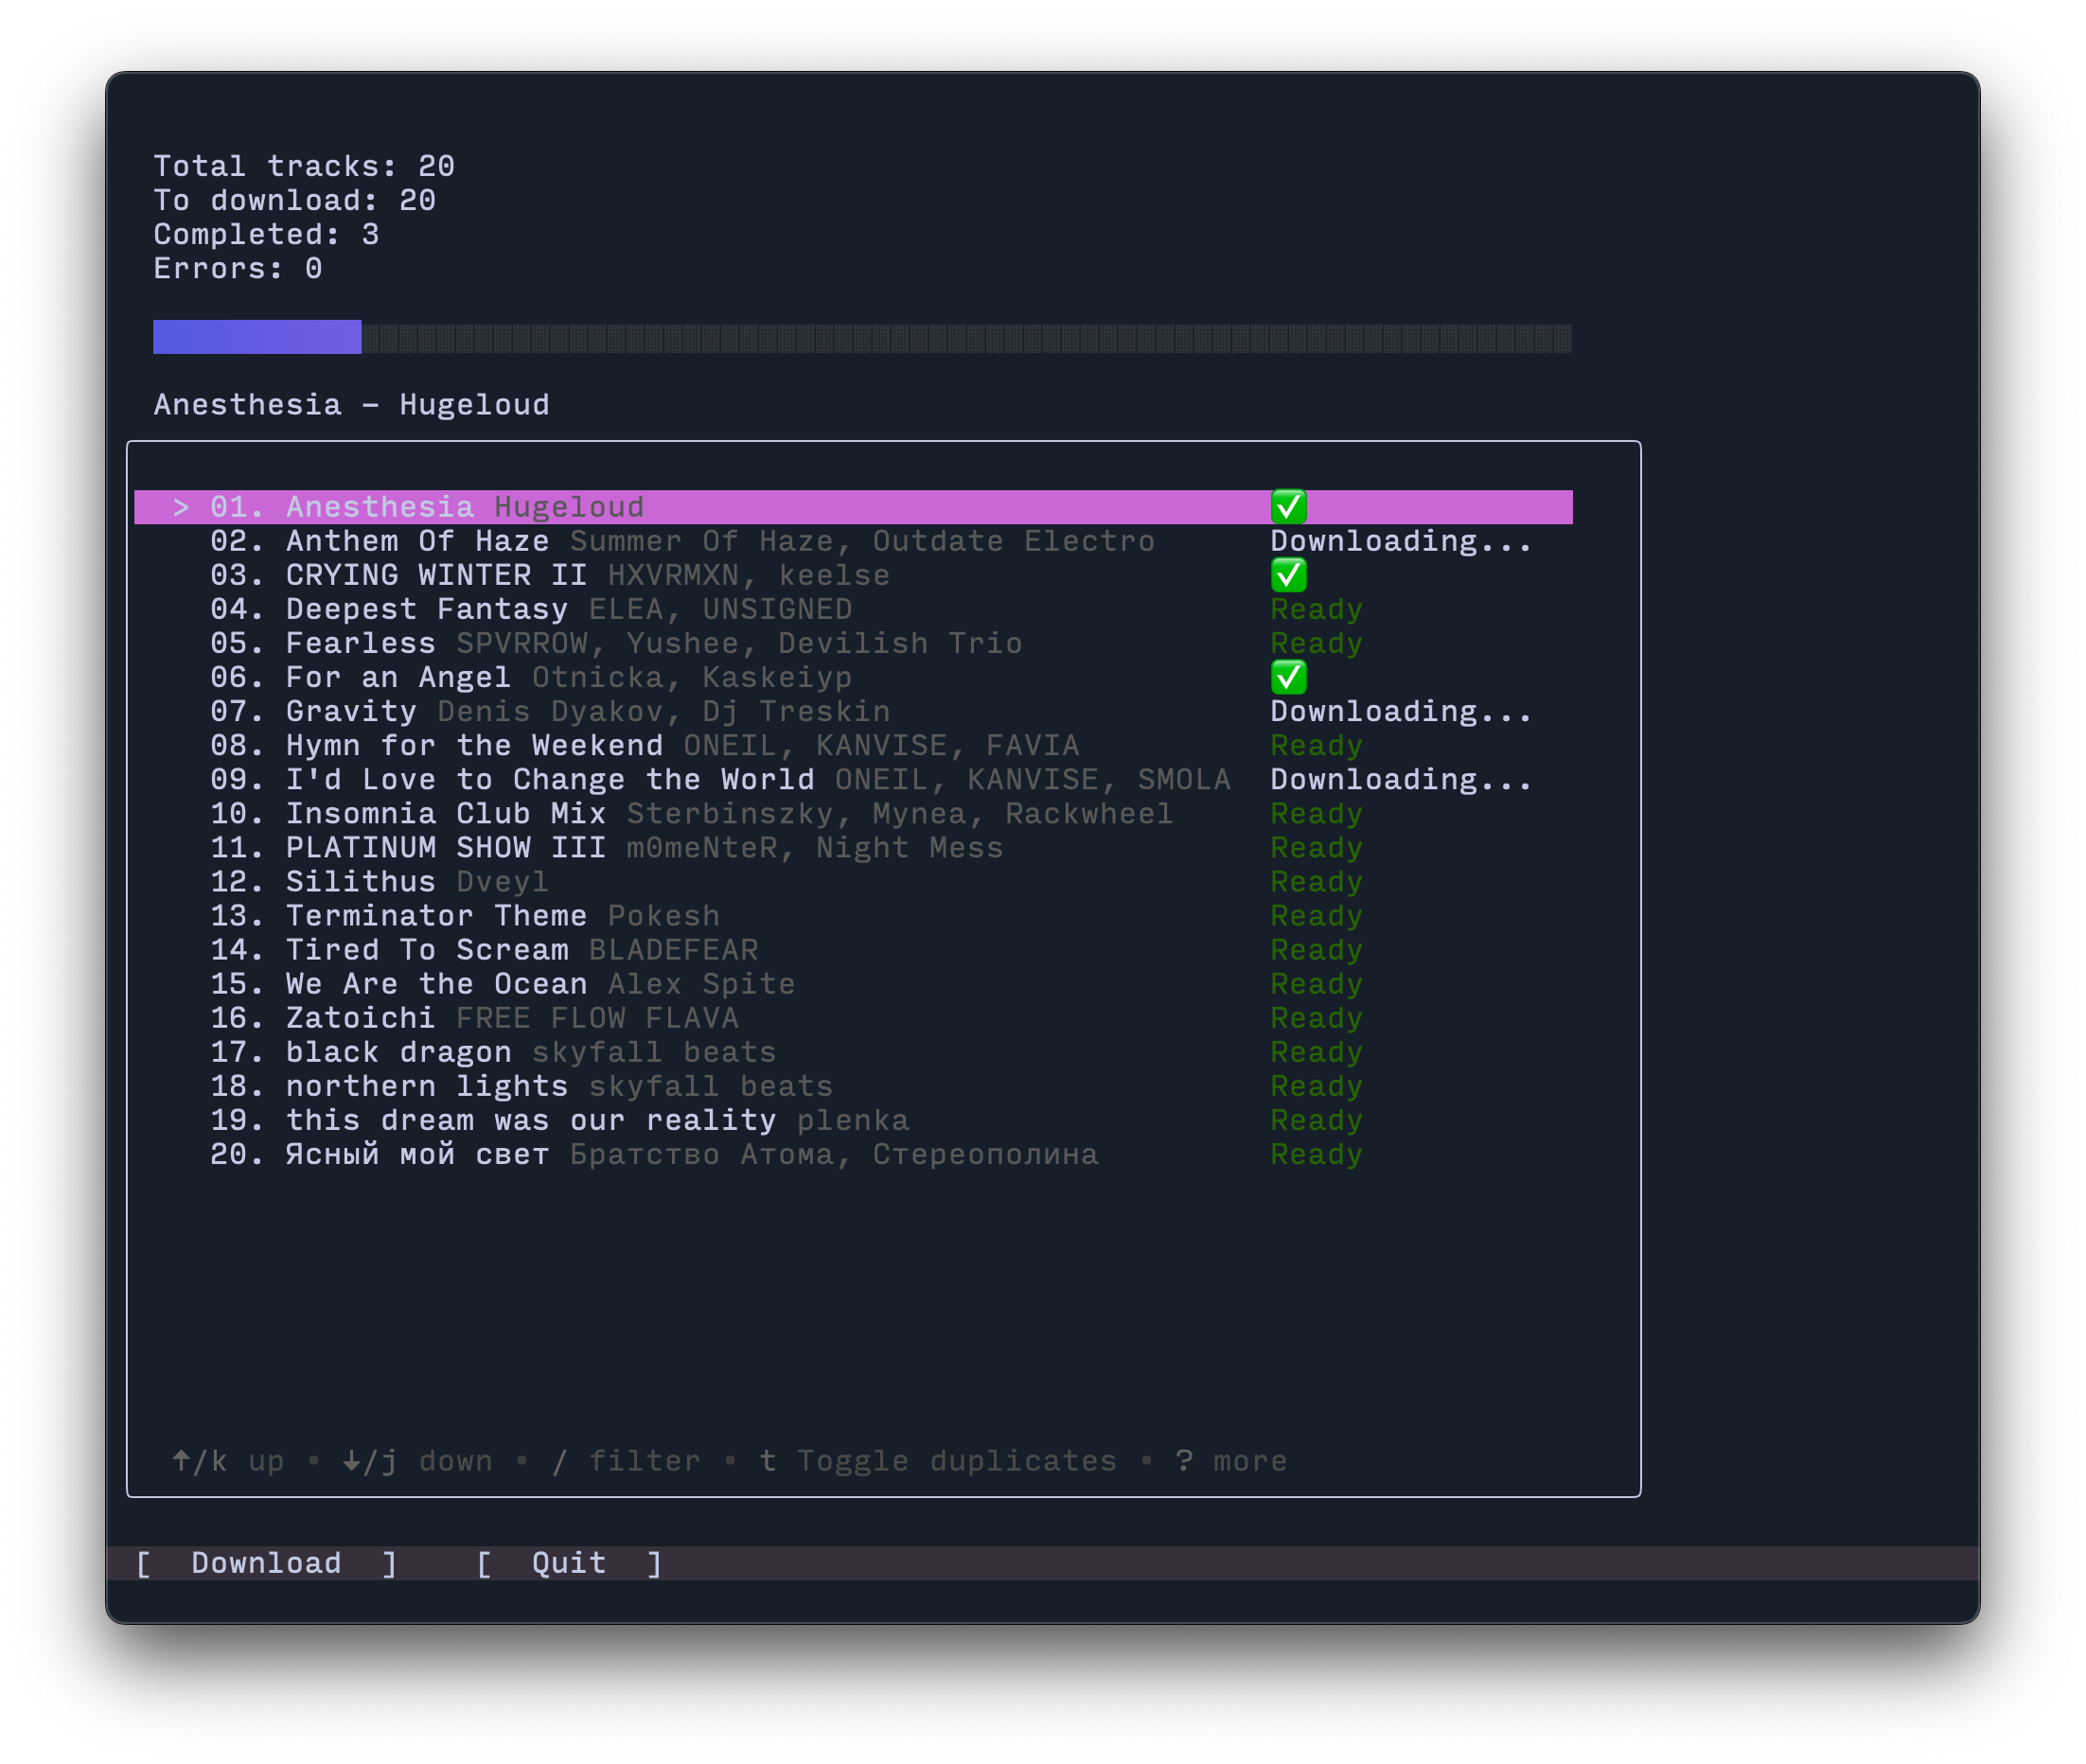 Total tracks: 20
To download: 20
Completed: 3
Errors: 0
Anesthesia – Hugeloud
> 01. Anesthesia Hugeloud ✅
02. Anthem Of Haze Summer Of Haze, Outdate Electro Downloading...
03. CRYING WINTER II HXVRMXN, keelse ✅
04. Deepest Fantasy ELEA, UNSIGNED Ready
05. Fearless SPVRROW, Yushee, Devilish Trio Ready
06. For an Angel Otnicka, Kaskeiyp ✅
07. Gravity Denis Dyakov, Dj Treskin Downloading...
08. Hymn for the Weekend ONEIL, KANVISE, FAVIA Ready
09. I'd Love to Change the World ONEIL, KANVISE, SMOLA Downloading...
10. Insomnia Club Mix Sterbinszky, Mynea, Rackwheel Ready
11. PLATINUM SHOW III m0meNteR, Night Mess Ready
12. Silithus Dveyl Ready
13. Terminator Theme Pokesh Ready
14. Tired To Scream BLADEFEAR Ready
15. We Are the Ocean Alex Spite Ready
16. Zatoichi FREE FLOW FLAVA Ready
17. black dragon skyfall beats Ready
18. northern lights skyfall beats Ready
19. this dream was our reality plenka Ready
20. Ясный мой свет Братство Атома, Стереополина Ready
↑/k up • ↓/j down • / filter • t Toggle duplicates • ? more
[ Download ] [ Quit ]